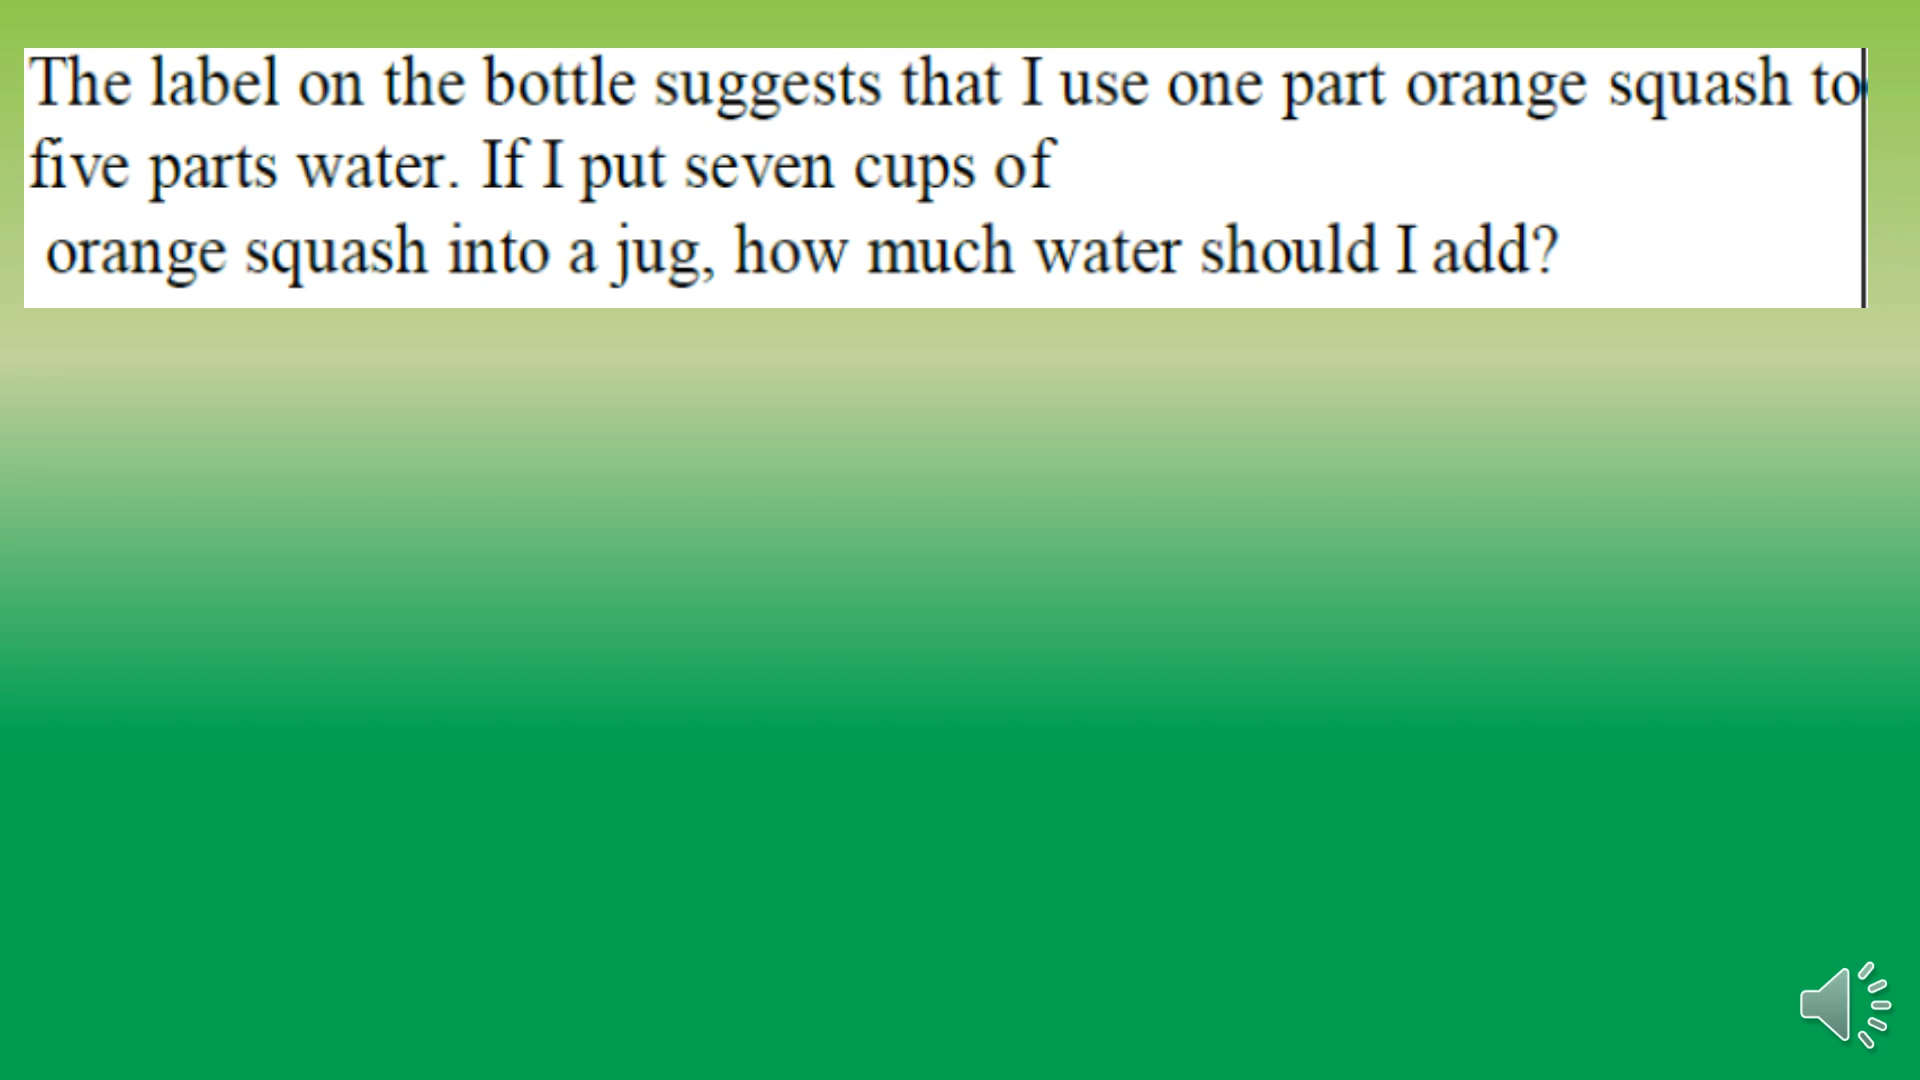 The label on the bottle suggests that I use one part orange squash to
five parts water. If I put seven cups of
orange squash into a jug, how much water should I add?